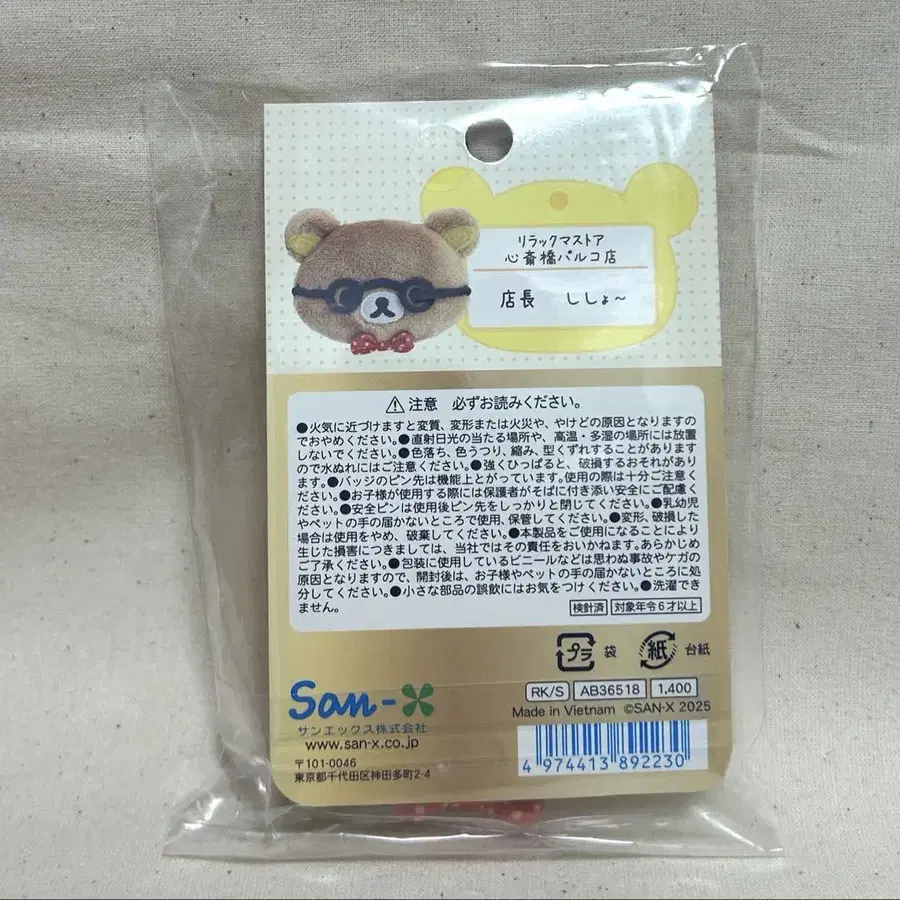 リラックマストア
心斎橋パルコ店
店長 ししょ～
⚠注意 必ずお読みください。
●火気に近づけますと変質、変形または火災や、やけどの原因となりますの
でおやめください。●直射日光の当たる場所や、高温・多湿の場所には放置
しないでください。●色落ち、色うつり、縮み、型くずれすることがあります
ので水ぬれにはご注意ください。●強くひっぱると、破損するおそれがあり
ます。●バッジのピン先は機能上とがっています。使用の際は十分ご注意く
ださい。●お子様が使用する際には保護者がそばに付き添い安全にご配慮く
ださい。●安全ピンは使用後ピン先をしっかりと閉じてください。●乳幼児
やペットの手の届かないところで使用、保管してください。●変形、破損した
場合は使用をやめ、破棄してください。●本製品をご使用になることにより
生じた損害につきましては、当社ではその責任をおいかねます。あらかじめ
ご了承ください。●包装に使用しているビニールなどは思わぬ事故やケガの
原因となりますので、開封後は、お子様やペットの手の届かないところに処
分してください。●小さな部品の誤飲にはお気をつけください。●洗濯でき
ません。
検針済 対象年令6才以上
プラ 袋 紙 台紙
RK/S AB36518 1,400
Made in Vietnam ©SAN-X 2025
San-X
サンエックス株式会社
www.san-x.co.jp
〒101-0046
東京都千代田区神田多町2-4
4 974413 892230